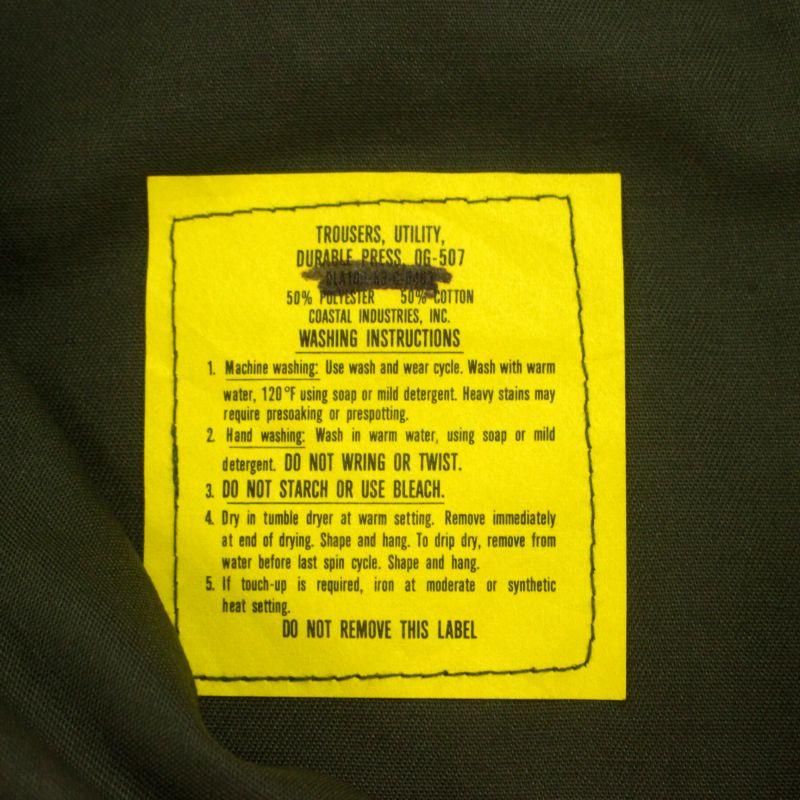 TROUSERS, UTILITY,
DURABLE PRESS, OG-507
50% POLYESTER 50% COTTON
COASTAL INDUSTRIES, INC.
WASHING INSTRUCTIONS
1. Machine washing: Use wash and wear cycle. Wash with warm
water, 120°F using soap or mild detergent. Heavy stains may
require presoaking or prespotting.
2. Hand washing: Wash in warm water, using soap or mild
detergent. DO NOT WRING OR TWIST.
3. DO NOT STARCH OR USE BLEACH.
4. Dry in tumble dryer at warm setting. Remove immediately
at end of drying. Shape and hang. To drip dry, remove from
water before last spin cycle. Shape and hang.
5. If touch-up is required, iron at moderate or synthetic
heat setting.
DO NOT REMOVE THIS LABEL